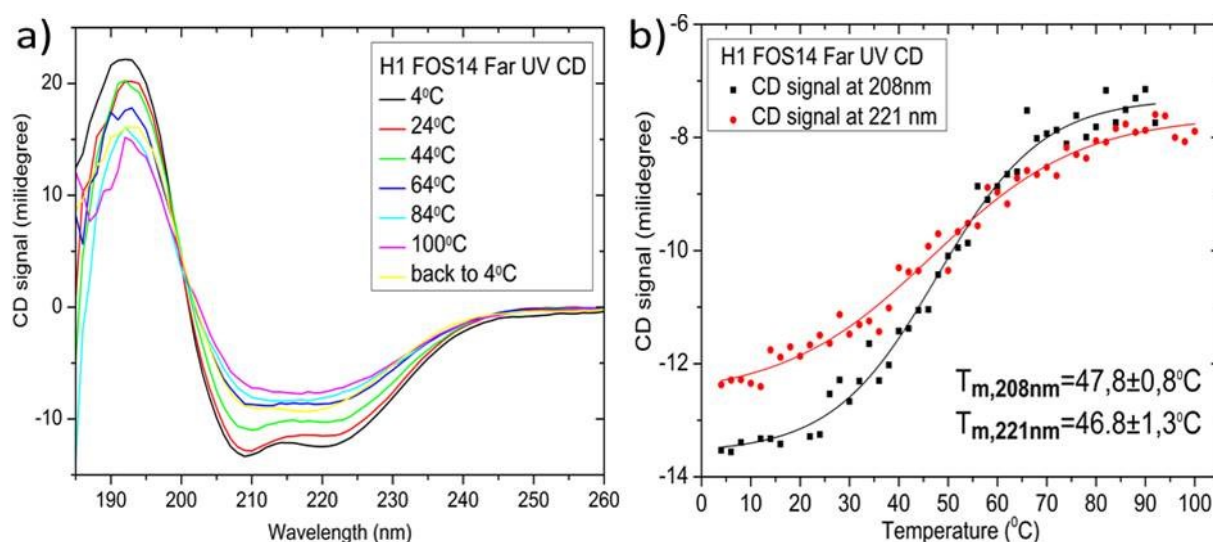 a)
H1 FOS14 Far UV CD
4⁰C
24⁰C
44⁰C
64⁰C
84⁰C
100⁰C
back to 4⁰C
CD signal (milidegree)
20
10
0
-10
190
200
210
220
230
240
250
260
Wavelength (nm)
b)
H1 FOS14 Far UV CD
CD signal at 208nm
CD signal at 221 nm
CD signal (milidegree)
-6
-8
-10
-12
-14
Tm,208nm=47,8±0,8⁰C
Tm,221nm=46.8±1,3⁰C
0
10
20
30
40
50
60
70
80
90
100
Temperature (⁰C)